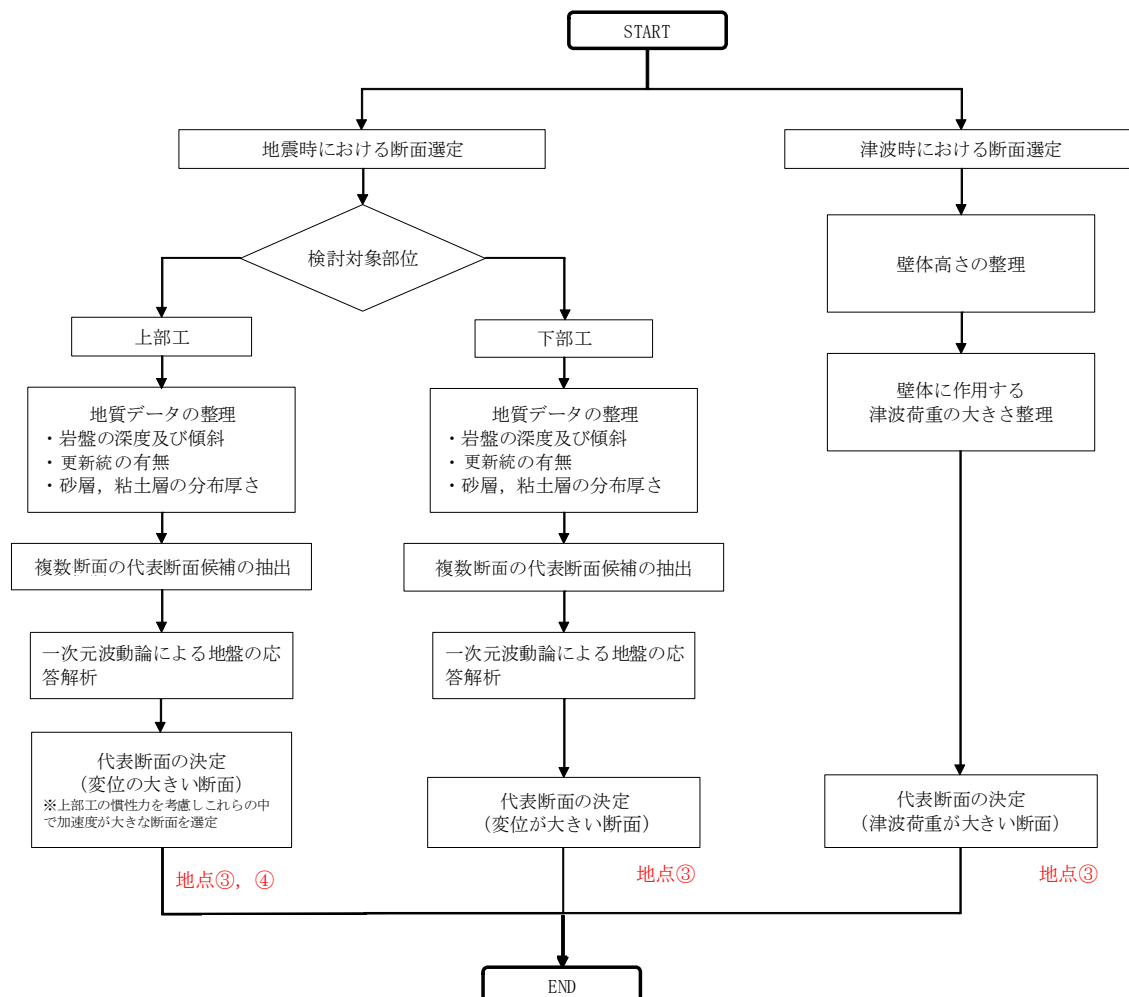 START
地震時における断面選定
津波時における断面選定
検討対象部位
上部工
下部工
地質データの整理
・岩盤の深度及び傾斜
・更新統の有無
・砂層，粘土層の分布厚さ
地質データの整理
・岩盤の深度及び傾斜
・更新統の有無
・砂層，粘土層の分布厚さ
壁体高さの整理
壁体に作用する
津波荷重の大きさ整理
複数断面の代表断面候補の抽出
複数断面の代表断面候補の抽出
一次元波動論による地盤の応
答解析
一次元波動論による地盤の応
答解析
代表断面の決定
(変位の大きい断面)
※上部工の慣性力を考慮しこれらの中
で加速度が大きな断面を選定
代表断面の決定
(変位が大きい断面)
代表断面の決定
(津波荷重が大きい断面)
地点③，④
地点③
地点③
END